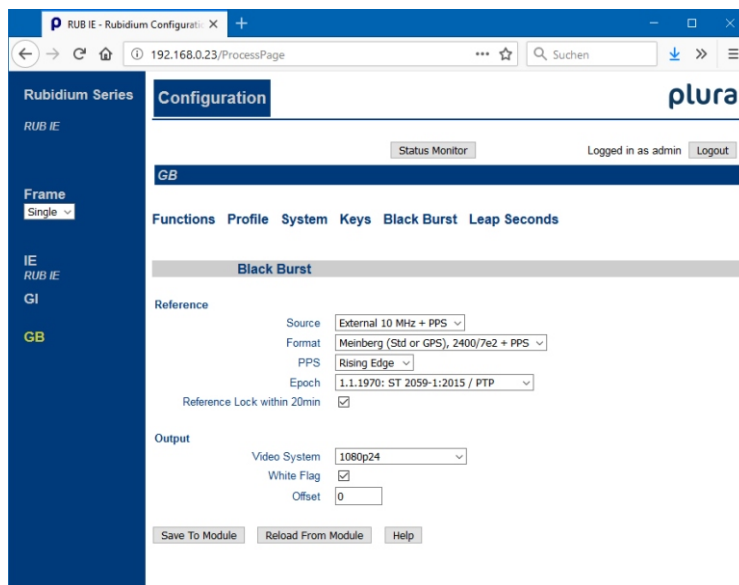 RUB IE - Rubidium Configurati
192.168.0.23/ProcessPage
Suchen
Rubidium Series
RUB IE
Configuration
plura
Status Monitor
Logged in as admin
Logout
GB
Frame
Single
Functions Profile System Keys Black Burst Leap Seconds
IE
RUB IE
GI
GB
Black Burst
Reference
Source External 10 MHz + PPS
Format Meinberg (Std or GPS), 2400/7e2 + PPS
PPS Rising Edge
Epoch 1.1.1970: ST 2059-1:2015 / PTP
Reference Lock within 20min
Output
Video System 1080p24
White Flag
Offset 0
Save To Module Reload From Module Help